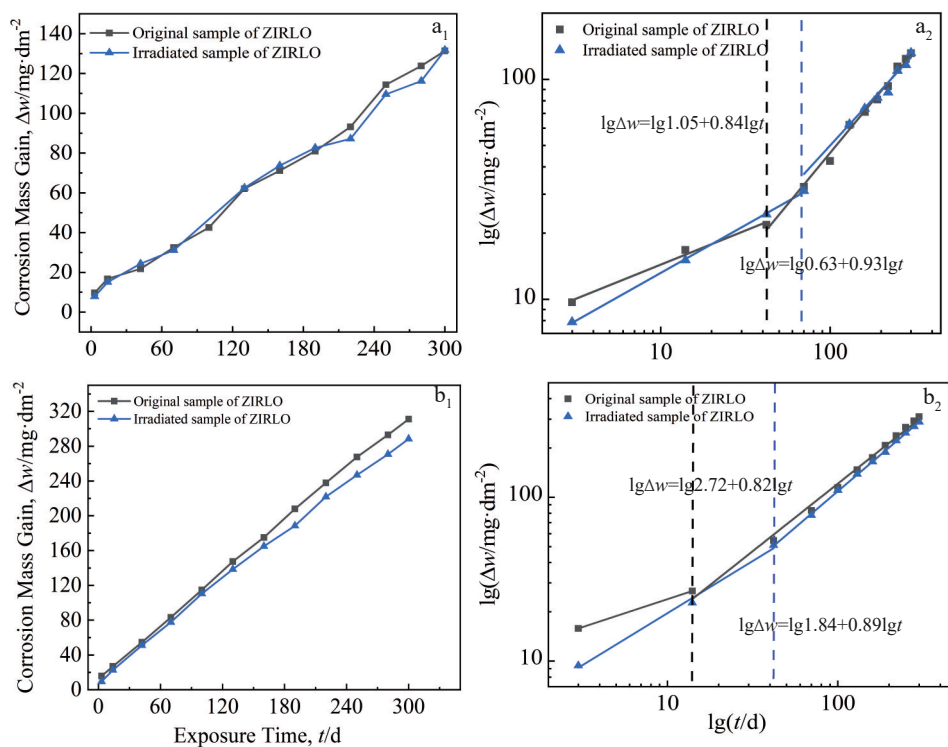 a1
Original sample of ZIRLO
Irradiated sample of ZIRLO
Corrosion Mass Gain, Δw/mg·dm-2
140
120
100
80
60
40
20
0
0 60 120 180 240 300
a2
Original sample of ZIRLO
Irradiated sample of ZIRLO
lg(Δw/mg·dm-2)
100
10
lgΔw=lg1.05+0.84lgt
lgΔw=lg0.63+0.93lgt
10 100
b1
Original sample of ZIRLO
Irradiated sample of ZIRLO
Corrosion Mass Gain, Δw/mg·dm-2
320
280
240
200
160
120
80
40
0
0 60 120 180 240 300
Exposure Time, t/d
b2
Original sample of ZIRLO
Irradiated sample of ZIRLO
lg(Δw/mg·dm-2)
100
10
lgΔw=lg2.72+0.82lgt
lgΔw=lg1.84+0.89lgt
10 100
lg(t/d)